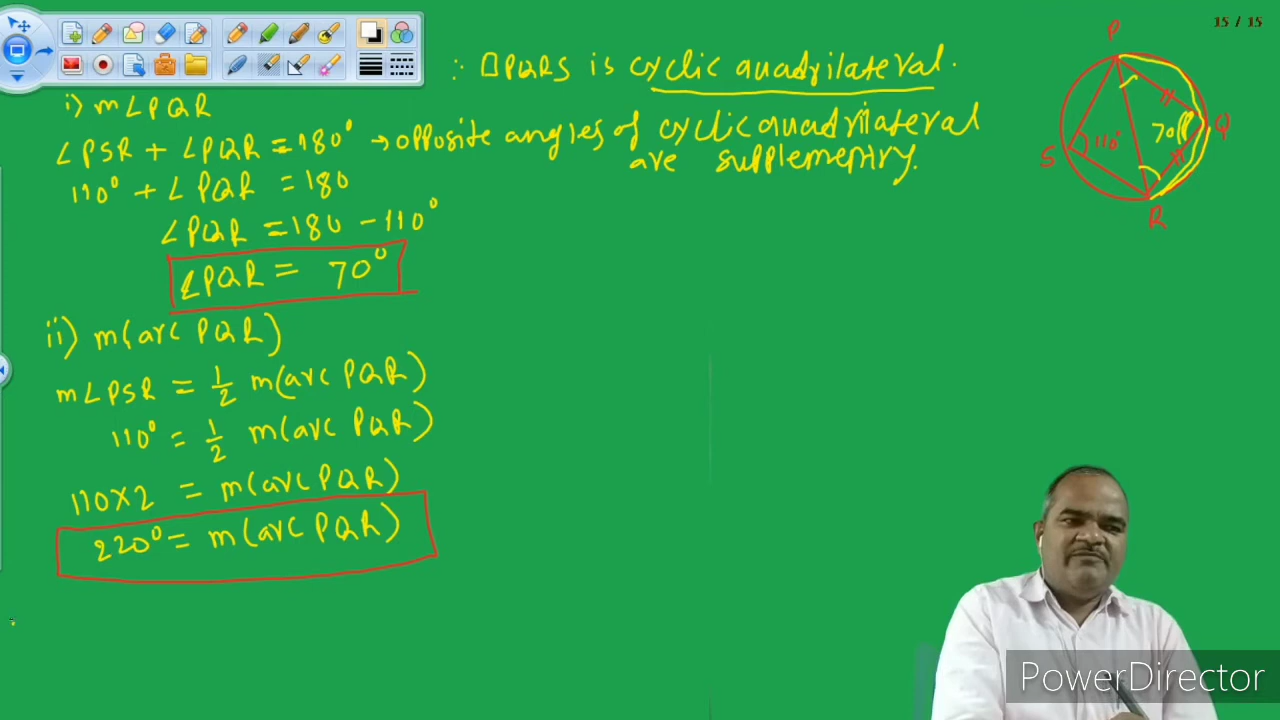 15 / 15
∴ □PQRS is cyclic quadrilateral.
i) m∠PQR
∠PSR + ∠PQR = 180° → opposite angles of cyclic quadrilateral
are supplementry.
110° + ∠PQR = 180
∠PQR = 180 - 110°
∠PQR = 70°
ii) m(arc PQR)
m∠PSR = 1/2 m(arc PQR)
110° = 1/2 m(arc PQR)
110×2 = m(arc PQR)
220° = m(arc PQR)
P
Q
S
110°
R
PowerDirector